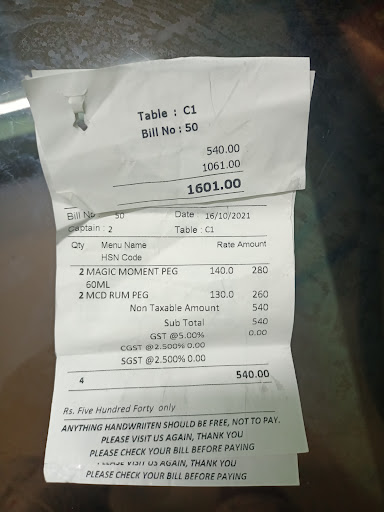 Table : C1
Bill No : 50
540.00
1061.00
1601.00
Bill No 50 Date : 16/10/2021
Captain : 2 Table : C1
Qty Menu Name Rate Amount
HSN Code
2 MAGIC MOMENT PEG 140.0 280
60ML
2 MCD RUM PEG 130.0 260
Non Taxable Amount 540
Sub Total 540
GST @5.00% 0.00
CGST @2.500% 0.00
SGST @2.500% 0.00
4 540.00
Rs. Five Hundred Forty only
ANYTHING HANDWRIITEN SHOULD BE FREE, NOT TO PAY.
PLEASE VISIT US AGAIN, THANK YOU
PLEASE CHECK YOUR BILL BEFORE PAYING
PLEASE VISIT US AGAIN, THANK YOU
PLEASE CHECK YOUR BILL BEFORE PAYING